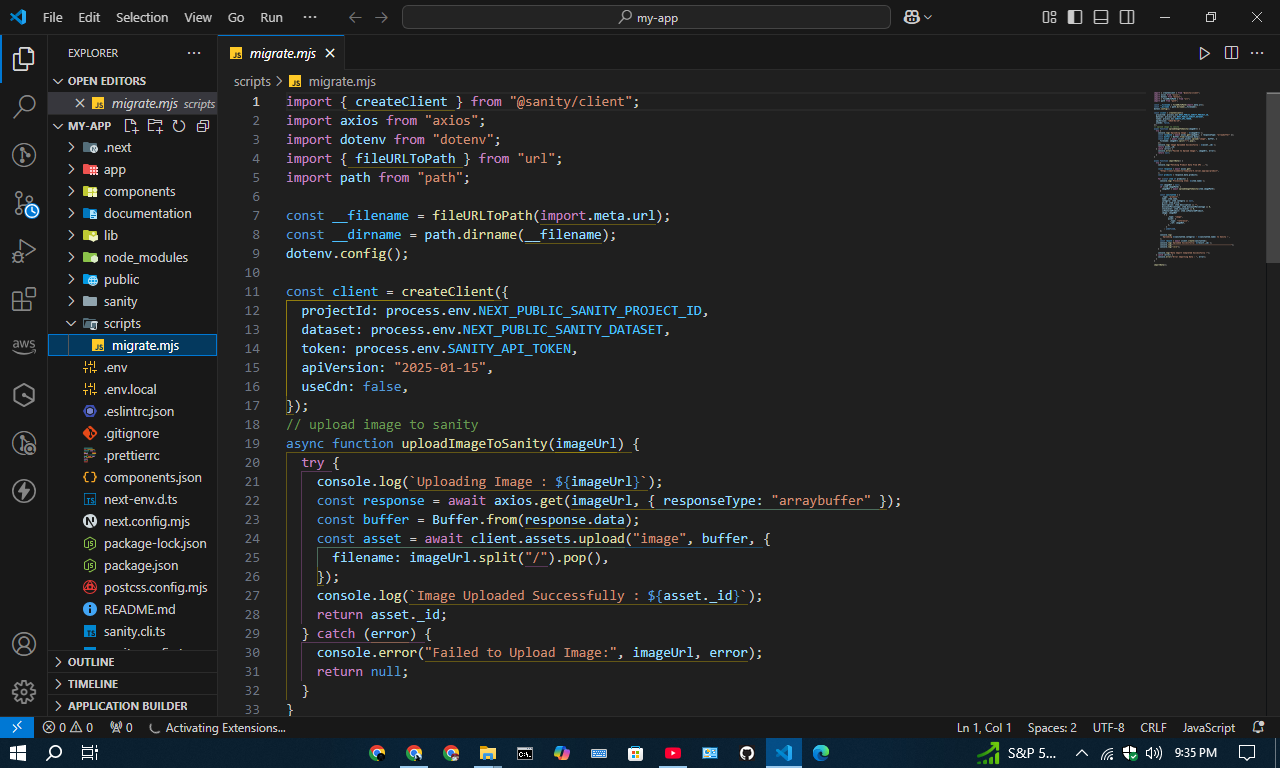 File Edit Selection View Go Run ··· my-app
EXPLORER ···
OPEN EDITORS
migrate.mjs scripts
MY-APP
.next
app
components
documentation
lib
node_modules
public
sanity
scripts
migrate.mjs
.env
.env.local
.eslintrc.json
.gitignore
.prettierrc
components.json
next-env.d.ts
next.config.mjs
package-lock.json
package.json
postcss.config.mjs
README.md
sanity.cli.ts
OUTLINE
TIMELINE
APPLICATION BUILDER
aws
migrate.mjs
scripts > migrate.mjs
1 import { createClient } from "@sanity/client";
2 import axios from "axios";
3 import dotenv from "dotenv";
4 import { fileURLToPath } from "url";
5 import path from "path";
6
7 const __filename = fileURLToPath(import.meta.url);
8 const __dirname = path.dirname(__filename);
9 dotenv.config();
10
11 const client = createClient({
12 projectId: process.env.NEXT_PUBLIC_SANITY_PROJECT_ID,
13 dataset: process.env.NEXT_PUBLIC_SANITY_DATASET,
14 token: process.env.SANITY_API_TOKEN,
15 apiVersion: "2025-01-15",
16 useCdn: false,
17 });
18 // upload image to sanity
19 async function uploadImageToSanity(imageUrl) {
20 try {
21 console.log(`Uploading Image : ${imageUrl}`);
22 const response = await axios.get(imageUrl, { responseType: "arraybuffer" });
23 const buffer = Buffer.from(response.data);
24 const asset = await client.assets.upload("image", buffer, {
25 filename: imageUrl.split("/").pop(),
26 });
27 console.log(`Image Uploaded Successfully : ${asset._id}`);
28 return asset._id;
29 } catch (error) {
30 console.error("Failed to Upload Image:", imageUrl, error);
31 return null;
32 }
33 }
0 0 0 Activating Extensions... Ln 1, Col 1 Spaces: 2 UTF-8 CRLF JavaScript
S&P 5... 9:35 PM